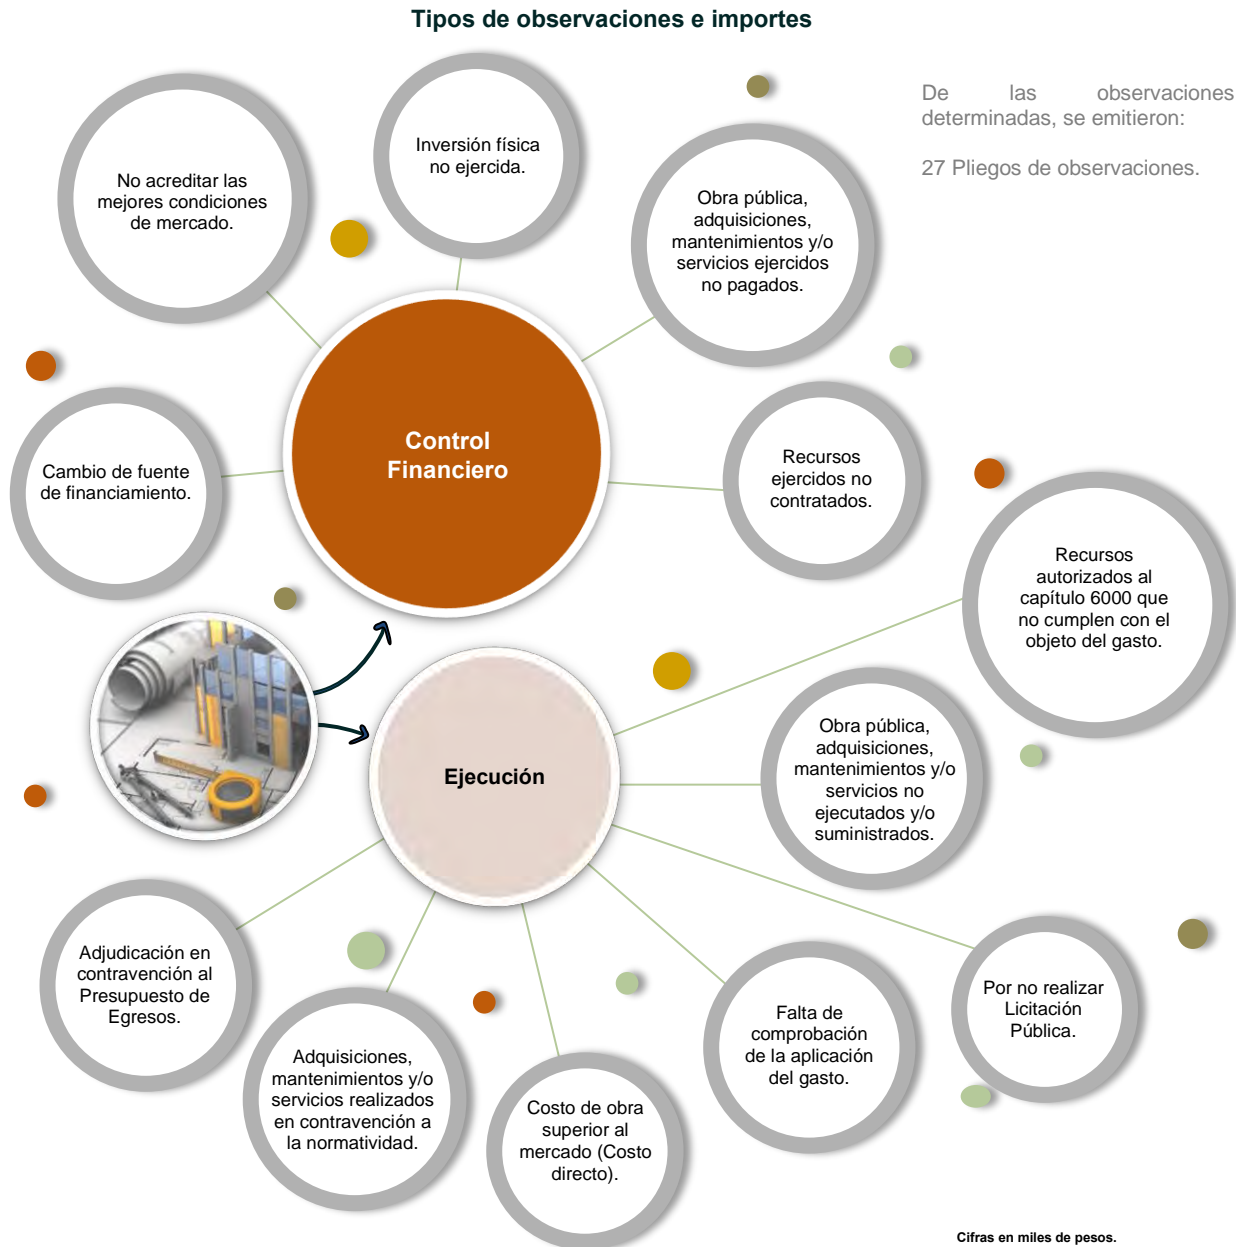 Tipos de observaciones e importes
De las observaciones
determinadas, se emitieron:
27 Pliegos de observaciones.
No acreditar las
mejores condiciones
de mercado.
Inversión física
no ejercida.
Obra pública,
adquisiciones,
mantenimientos y/o
servicios ejercidos
no pagados.
Control
Financiero
Cambio de fuente
de financiamiento.
Recursos
ejercidos no
contratados.
Recursos
autorizados al
capítulo 6000 que
no cumplen con el
objeto del gasto.
Ejecución
Obra pública,
adquisiciones,
mantenimientos y/o
servicios no
ejecutados y/o
suministrados.
Adjudicación en
contravención al
Presupuesto de
Egresos.
Adquisiciones,
mantenimientos y/o
servicios realizados
en contravención a
la normatividad.
Costo de obra
superior al
mercado (Costo
directo).
Falta de
comprobación
de la aplicación
del gasto.
Por no realizar
Licitación
Pública.
Cifras en miles de pesos.